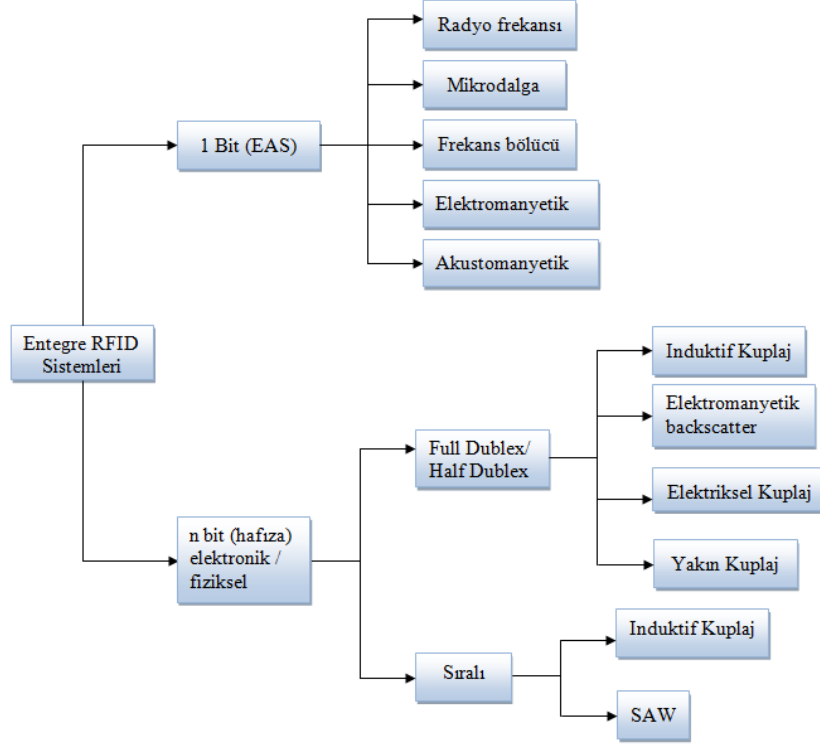 Radyo frekansı
Mikrodalga
1 Bit (EAS)
Frekans bölücü
Elektromanyetik
Akustomanyetik
Entegre RFID
Sistemleri
Induktif Kuplaj
Elektromanyetik
backscatter
Full Dublex/
Half Dublex
Elektriksel Kuplaj
n bit (hafıza)
elektronik /
fiziksel
Yakın Kuplaj
Induktif Kuplaj
Sıralı
SAW